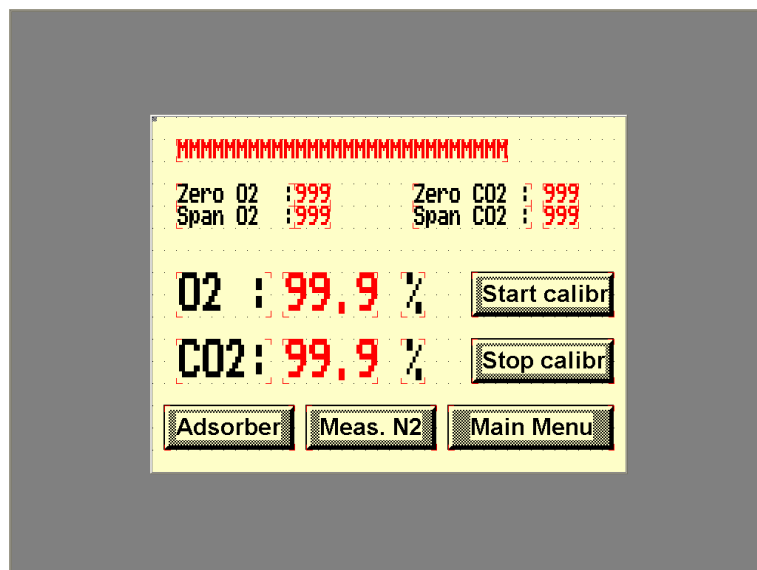 MMMMMMMMMMMMMMMMMMMMMMMMMMMM
Zero O2 :999 Zero CO2 : 999
Span O2 :999 Span CO2 : 999
O2 : 99.9 % Start calibr
CO2: 99.9 % Stop calibr
Adsorber Meas. N2 Main Menu